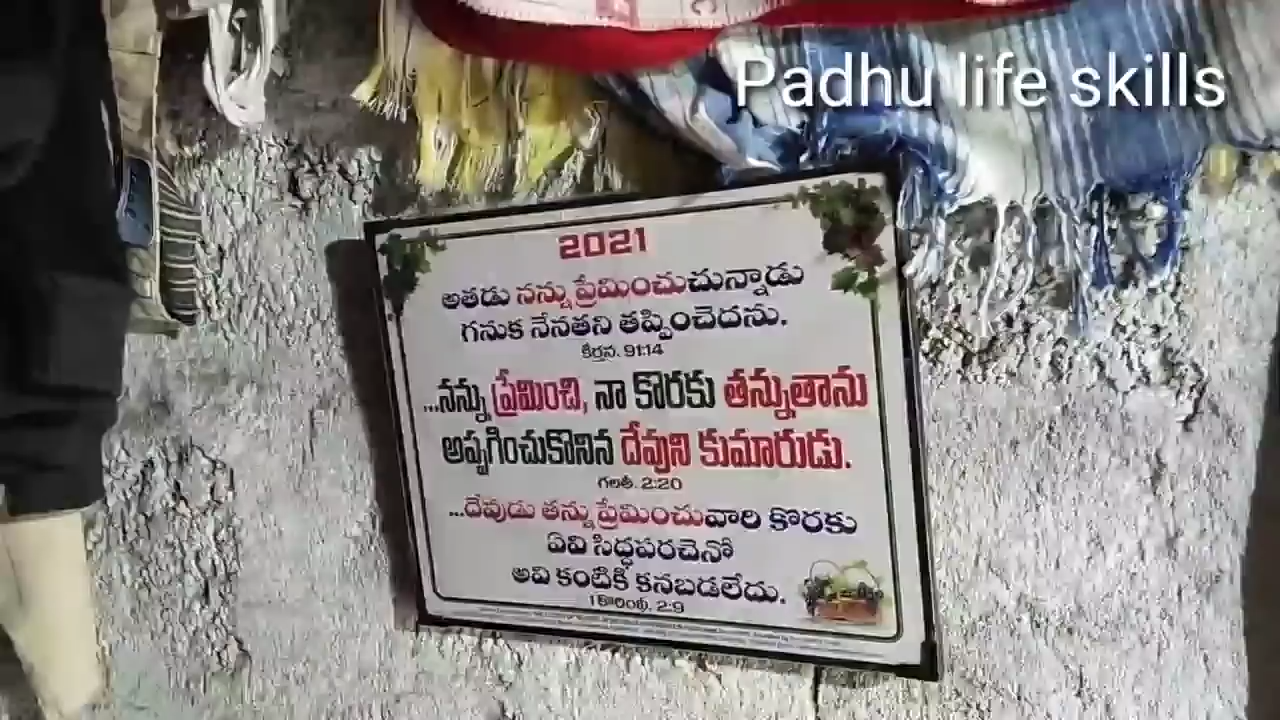 Padhu life skills
2021
అతడు నన్ను ప్రేమించుచున్నాడు
గనుక నేనతని తప్పించెదను.
కీర్తన. 91:14
...నన్ను ప్రేమించి, నా కొరకు తన్నుతాను
అప్పగించుకొనిన దేవుని కుమారుడు.
గలతీ. 2:20
...దేవుడు తన్ను ప్రేమించువారి కొరకు
ఏవి సిద్ధపరచెనో
అవి కంటికి కనబడలేదు.
1 కొరింథీ. 2:9